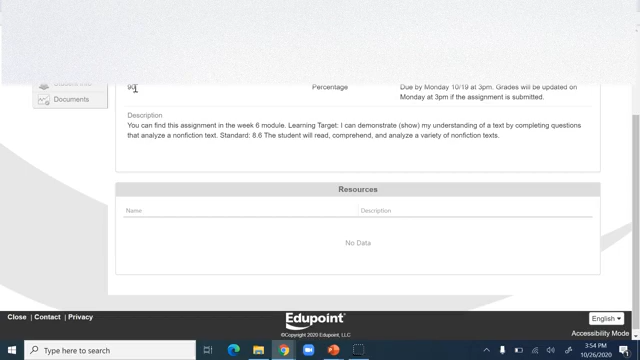 90 Percentage Due by Monday 10/19 at 3pm. Grades will be updated on
Monday at 3pm if the assignment is submitted.
Documents
Description
You can find this assignment in the week 6 module. Learning Target: I can demonstrate (show) my understanding of a text by completing questions
that analyze a nonfiction text. Standard: 8.6 The student will read, comprehend, and analyze a variety of nonfiction texts.
Resources
Name Description
No Data
Close | Contact | Privacy
Edupoint
©Copyright 2020 Edupoint, LLC
English
Accessibility Mode
Type here to search
3:54 PM
10/26/2020